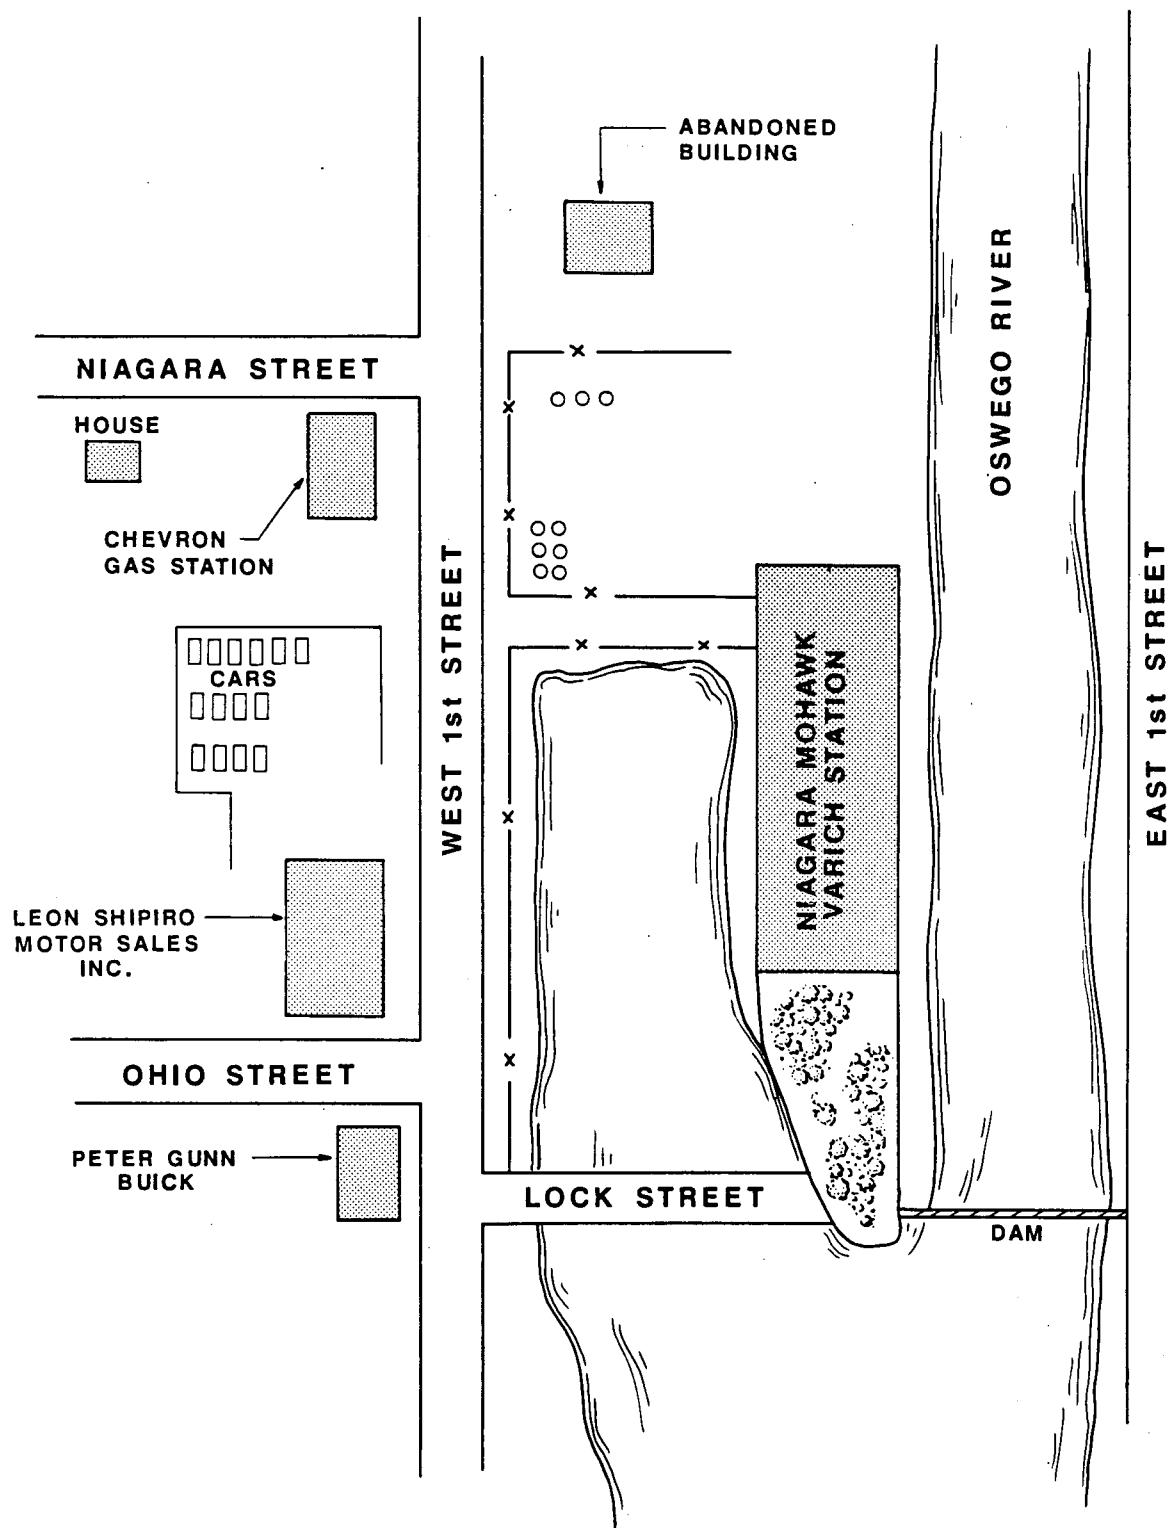 ABANDONED
BUILDING
OSWEGO RIVER
NIAGARA STREET
HOUSE
CHEVRON
GAS STATION
WEST 1st STREET
EAST 1st STREET
CARS
NIAGARA MOHAWK
VARICH STATION
LEON SHIPIRO
MOTOR SALES
INC.
OHIO STREET
PETER GUNN
BUICK
LOCK STREET
DAM